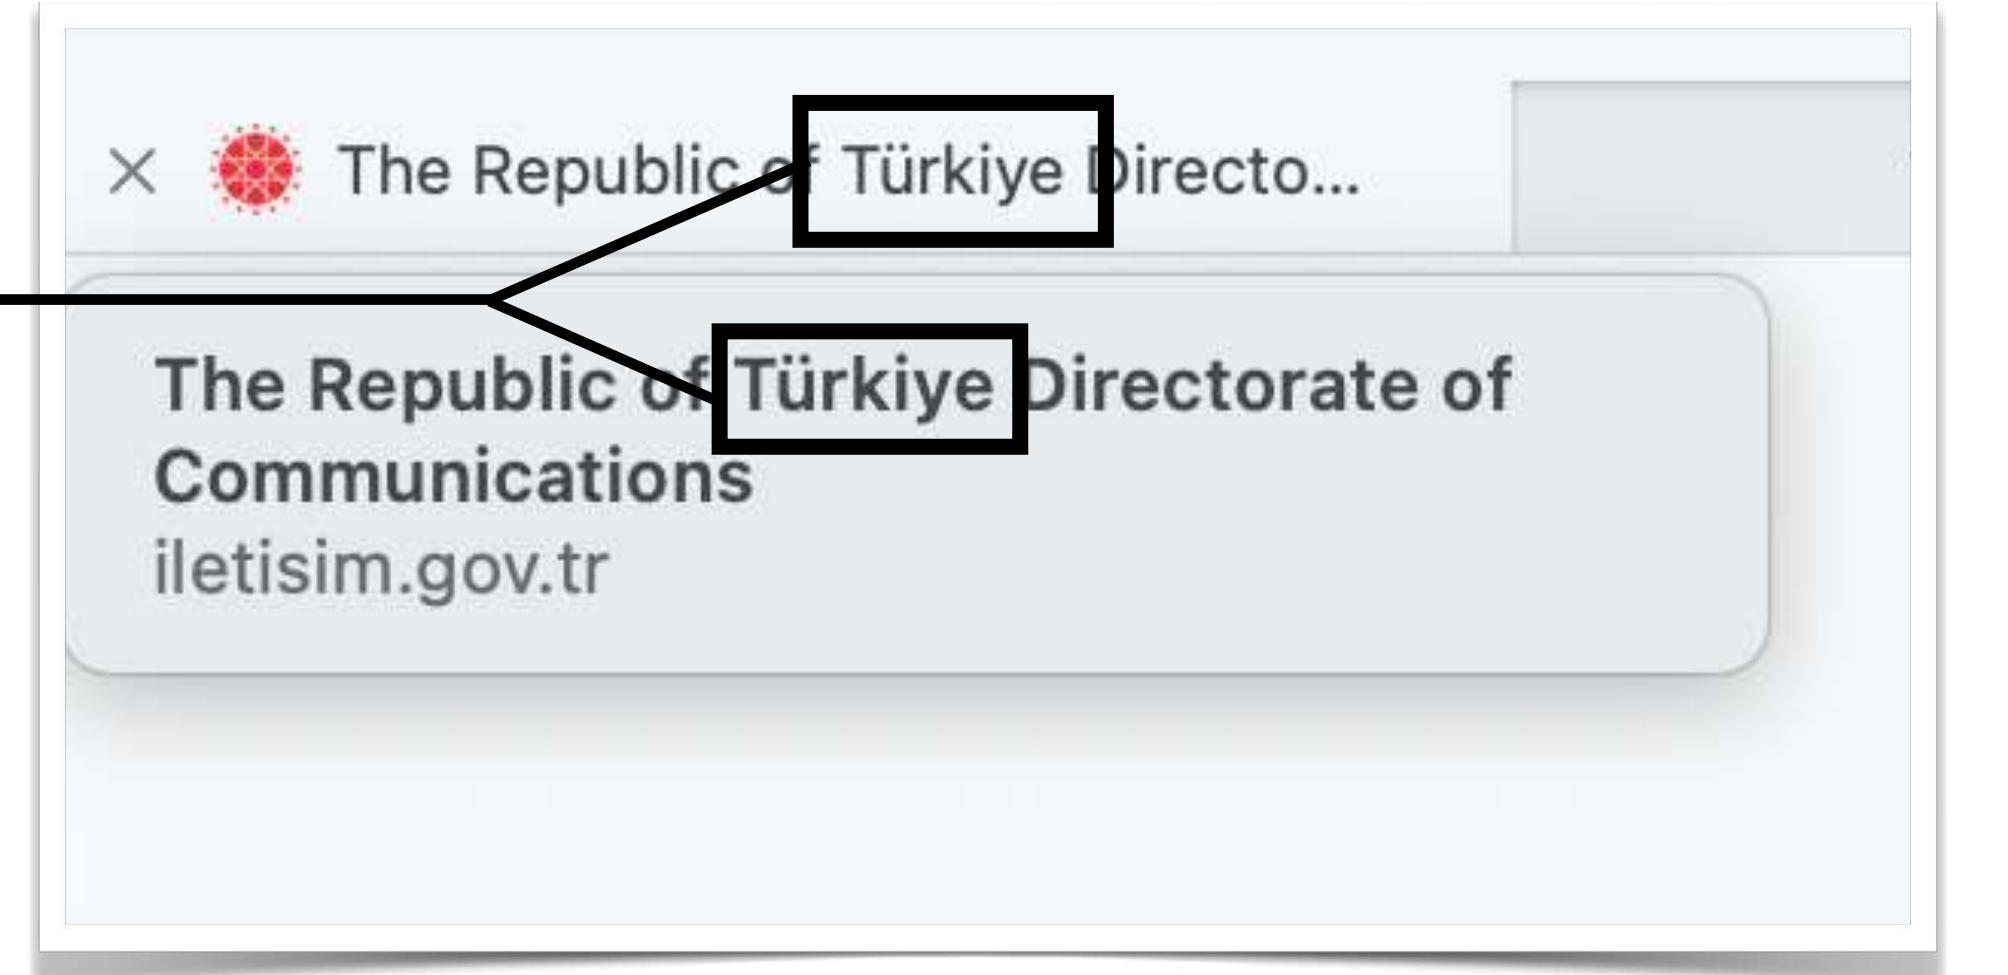 The Republic of Türkiye Directo...
The Republic of Türkiye Directorate of
Communications
iletisim.gov.tr